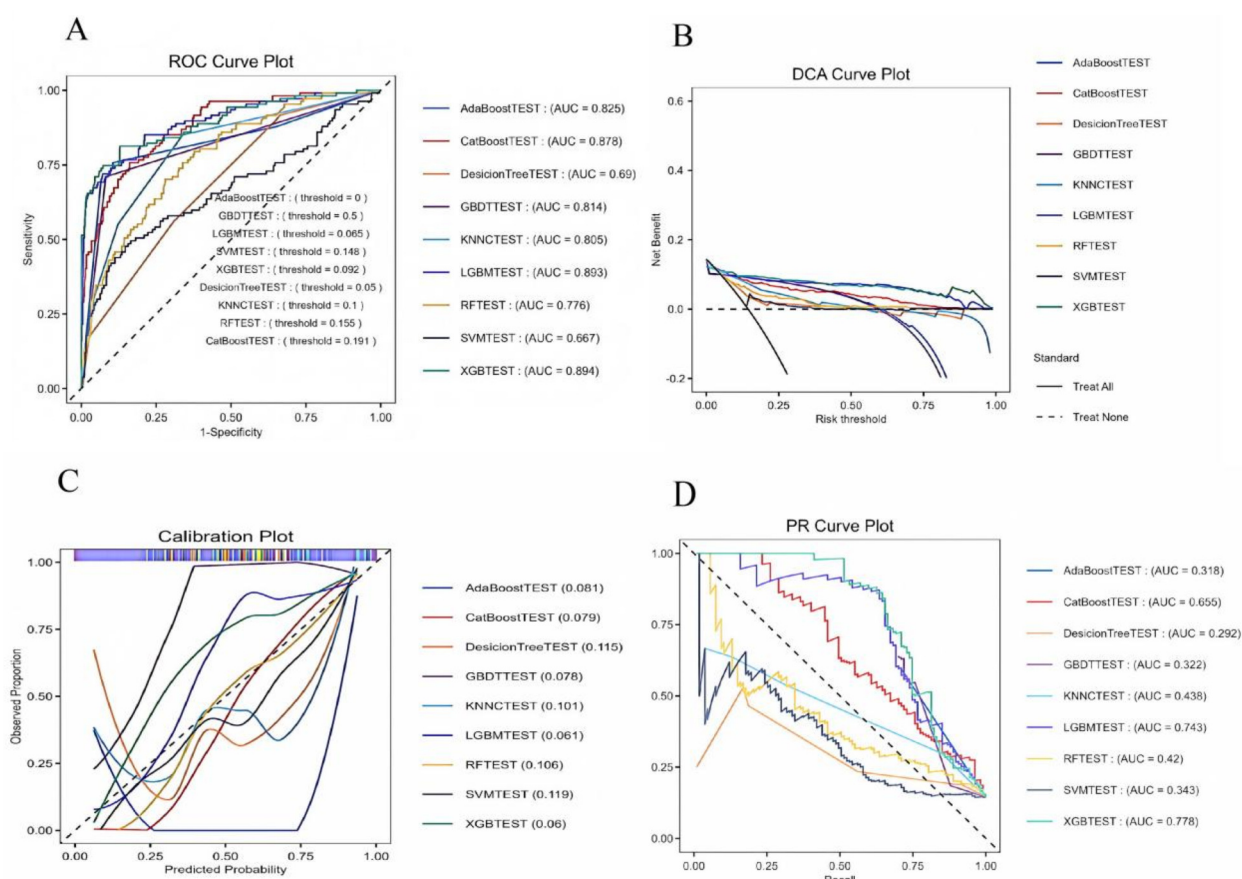 A
ROC Curve Plot
1.00
0.75
0.50
0.25
0.00
Sensitivity
0.00 0.25 0.50 0.75 1.00
1-Specificity
AdaBoostTEST : ( threshold = 0 )
GBDTTEST : ( threshold = 0.5 )
LGBMTEST : ( threshold = 0.065 )
SVMTEST : ( threshold = 0.148 )
XGBTEST : ( threshold = 0.092 )
DesicionTreeTEST : ( threshold = 0.05 )
KNNCTEST : ( threshold = 0.1 )
RFTEST : ( threshold = 0.155 )
CatBoostTEST : ( threshold = 0.191 )
AdaBoostTEST : (AUC = 0.825)
CatBoostTEST : (AUC = 0.878)
DesicionTreeTEST : (AUC = 0.69)
GBDTTEST : (AUC = 0.814)
KNNCTEST : (AUC = 0.805)
LGBMTEST : (AUC = 0.893)
RFTEST : (AUC = 0.776)
SVMTEST : (AUC = 0.667)
XGBTEST : (AUC = 0.894)
B
DCA Curve Plot
0.6
0.4
0.2
0.0
-0.2
Net Benefit
0.00 0.25 0.50 0.75 1.00
Risk threshold
AdaBoostTEST
CatBoostTEST
DesicionTreeTEST
GBDTTEST
KNNCTEST
LGBMTEST
RFTEST
SVMTEST
XGBTEST
Standard
Treat All
Treat None
C
Calibration Plot
1.00
0.75
0.50
0.25
0.00
Observed Proportion
0.00 0.25 0.50 0.75 1.00
Predicted Probability
AdaBoostTEST (0.081)
CatBoostTEST (0.079)
DesicionTreeTEST (0.115)
GBDTTEST (0.078)
KNNCTEST (0.101)
LGBMTEST (0.061)
RFTEST (0.106)
SVMTEST (0.119)
XGBTEST (0.06)
D
PR Curve Plot
1.00
0.75
0.50
0.25
0.00
0.00 0.25 0.50 0.75 1.00
AdaBoostTEST : (AUC = 0.318)
CatBoostTEST : (AUC = 0.655)
DesicionTreeTEST : (AUC = 0.292)
GBDTTEST : (AUC = 0.322)
KNNCTEST : (AUC = 0.438)
LGBMTEST : (AUC = 0.743)
RFTEST : (AUC = 0.42)
SVMTEST : (AUC = 0.343)
XGBTEST : (AUC = 0.778)